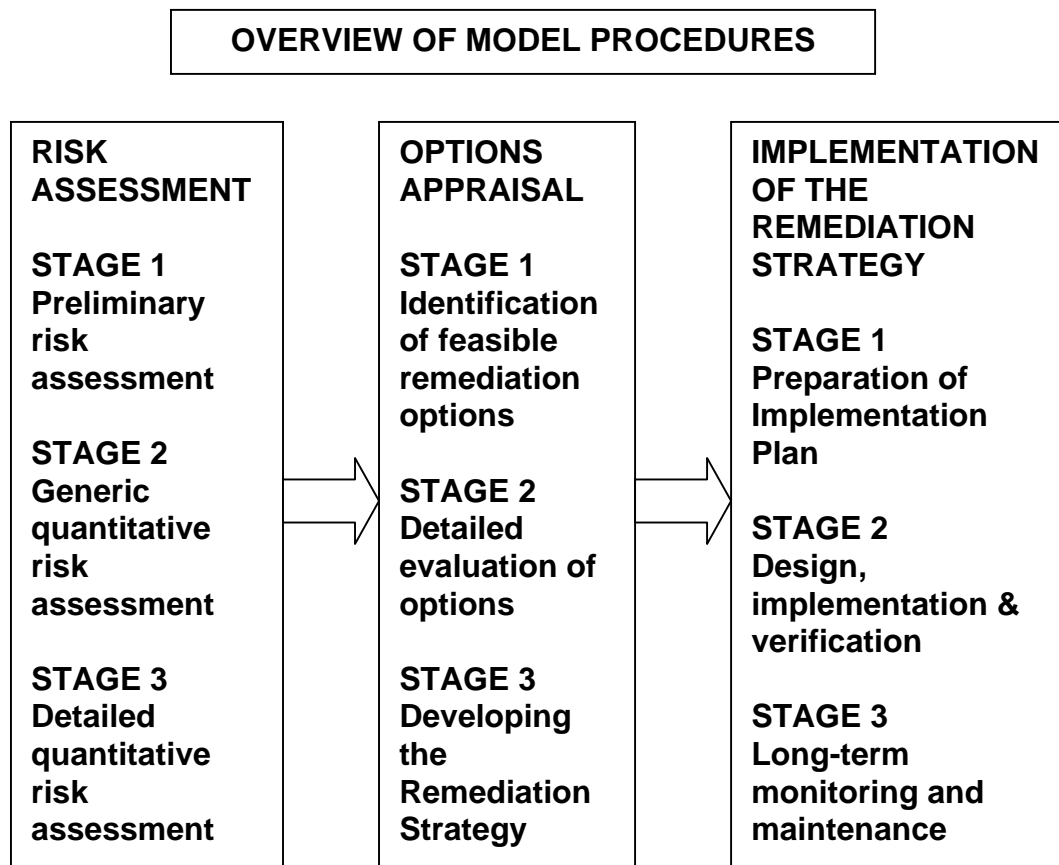 OVERVIEW OF MODEL PROCEDURES
RISK
ASSESSMENT
STAGE 1
Preliminary
risk
assessment
STAGE 2
Generic
quantitative
risk
assessment
STAGE 3
Detailed
quantitative
risk
assessment
OPTIONS
APPRAISAL
STAGE 1
Identification
of feasible
remediation
options
STAGE 2
Detailed
evaluation of
options
STAGE 3
Developing
the
Remediation
Strategy
IMPLEMENTATION
OF THE
REMEDIATION
STRATEGY
STAGE 1
Preparation of
Implementation
Plan
STAGE 2
Design,
implementation &
verification
STAGE 3
Long-term
monitoring and
maintenance